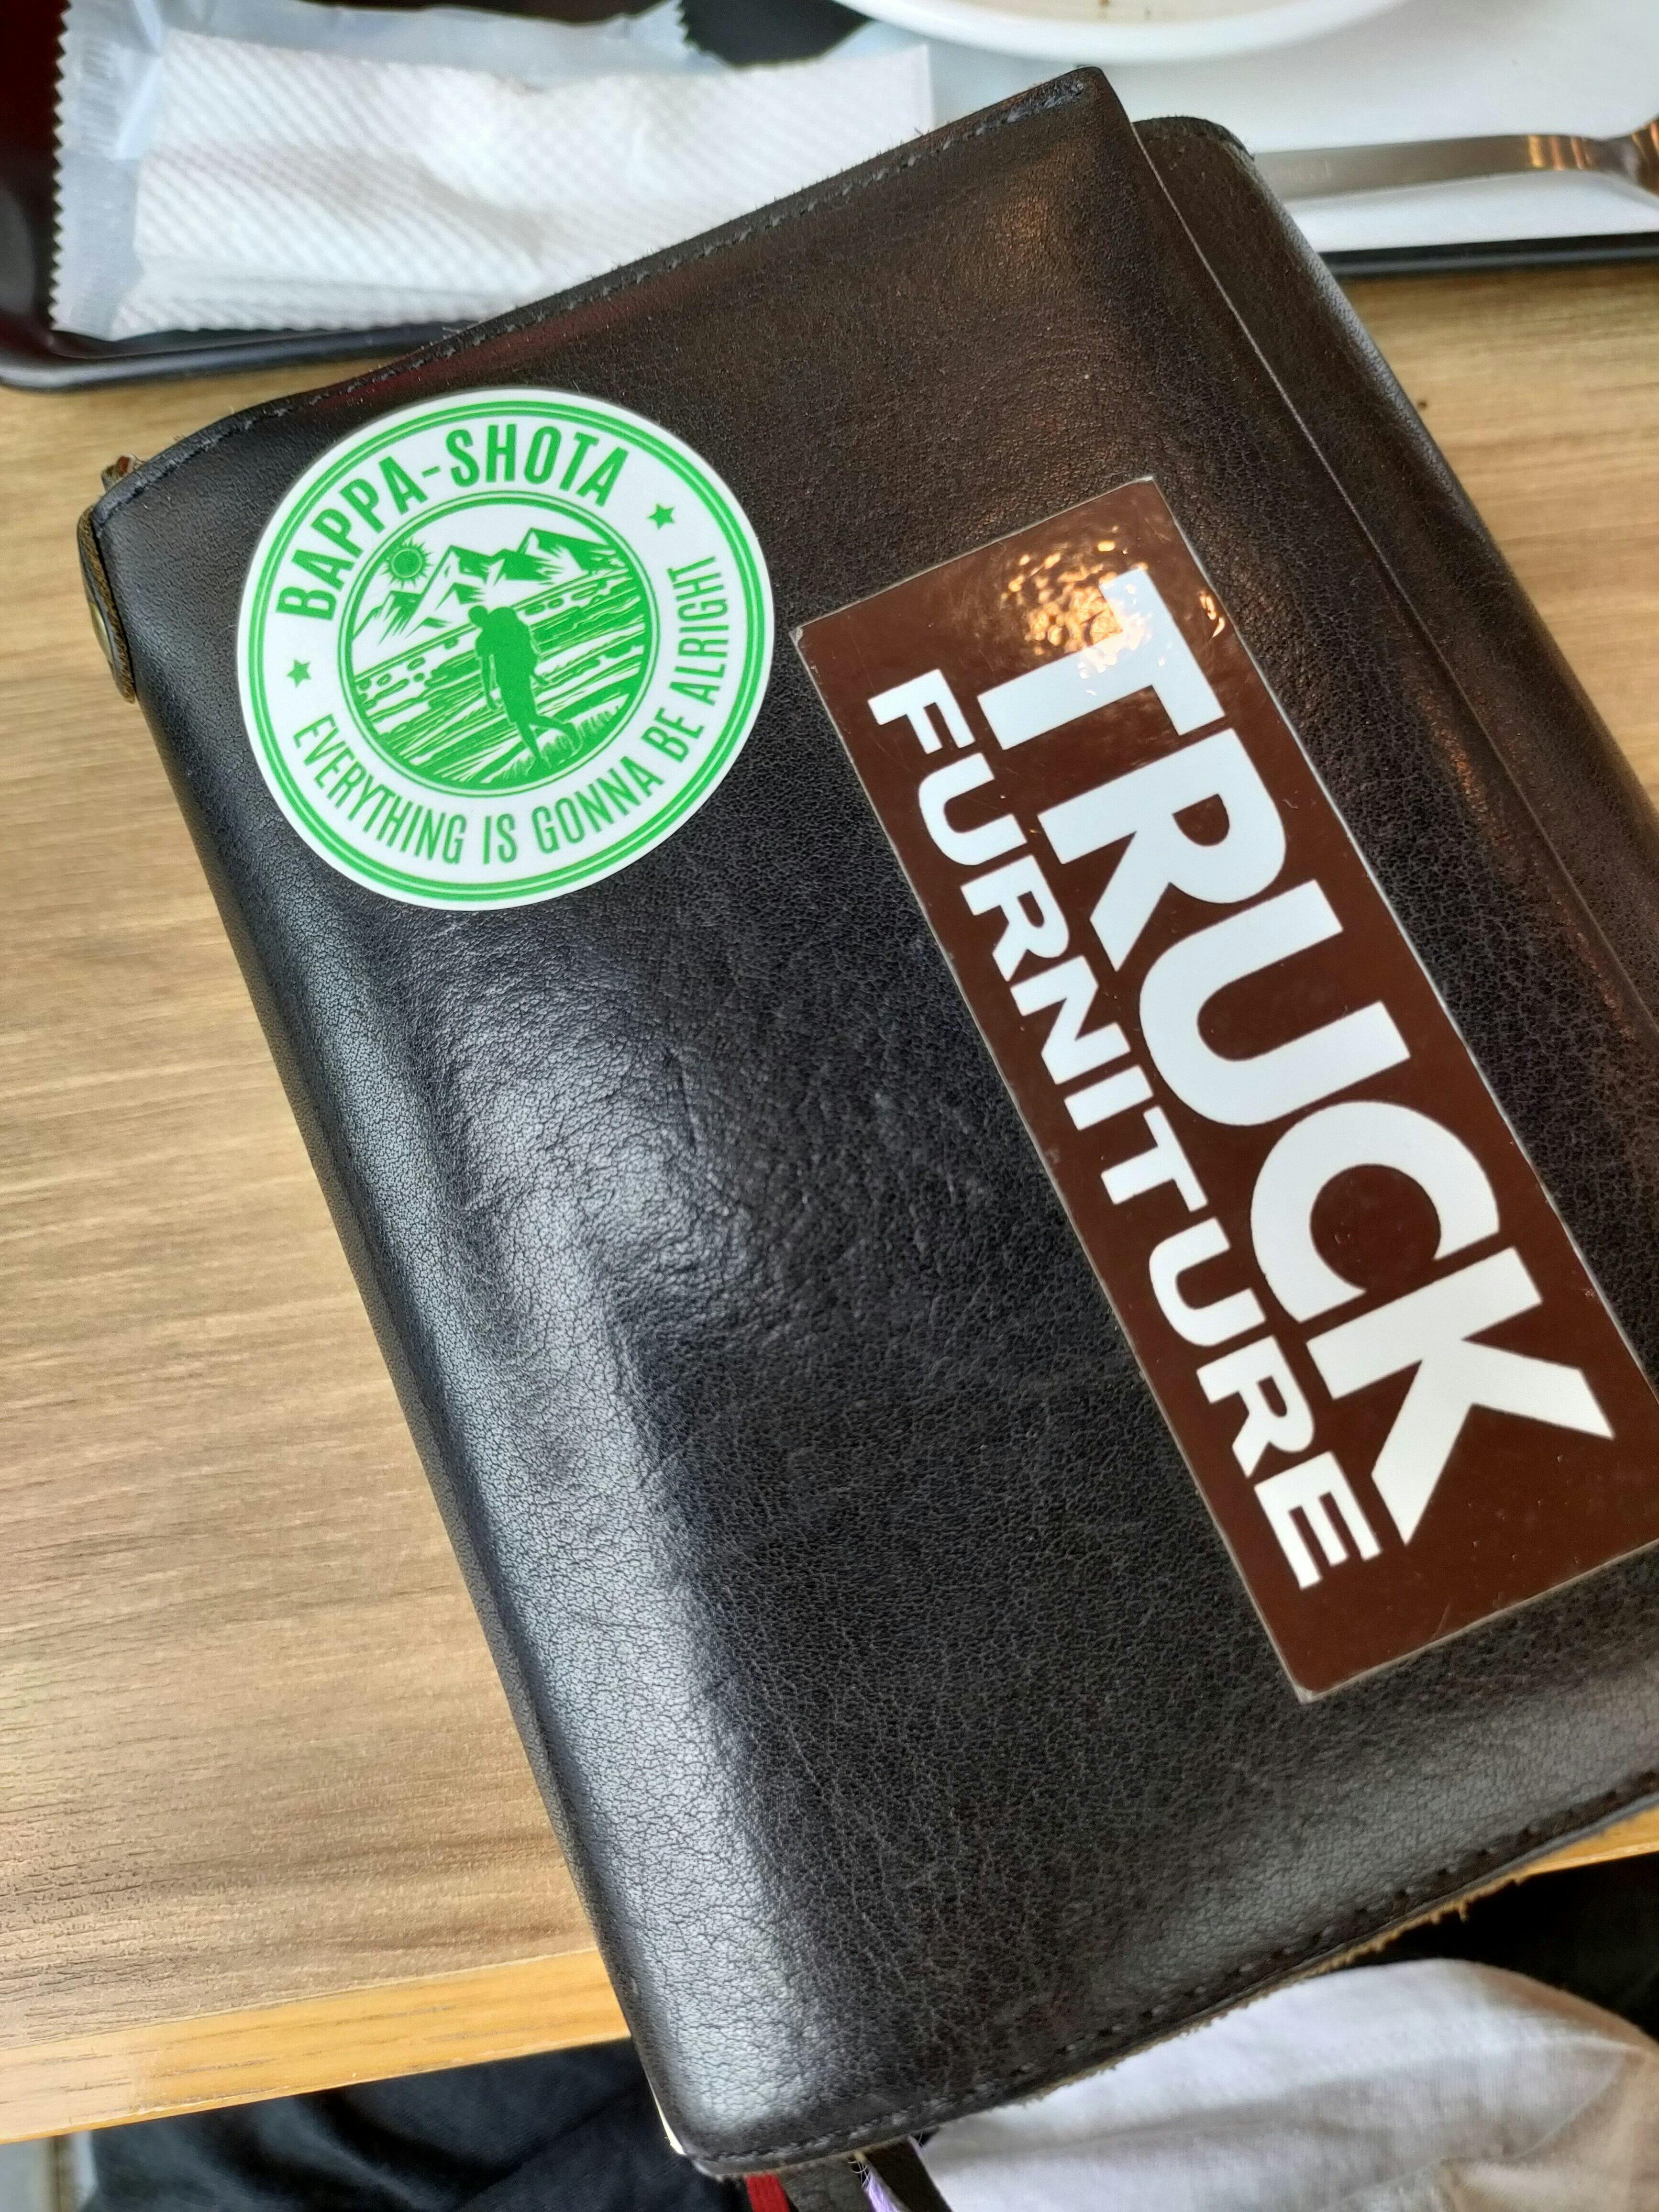 BAPPA-SHOTA
EVERYTHING IS GONNA BE ALRIGHT
TRUCK
FURNITURE